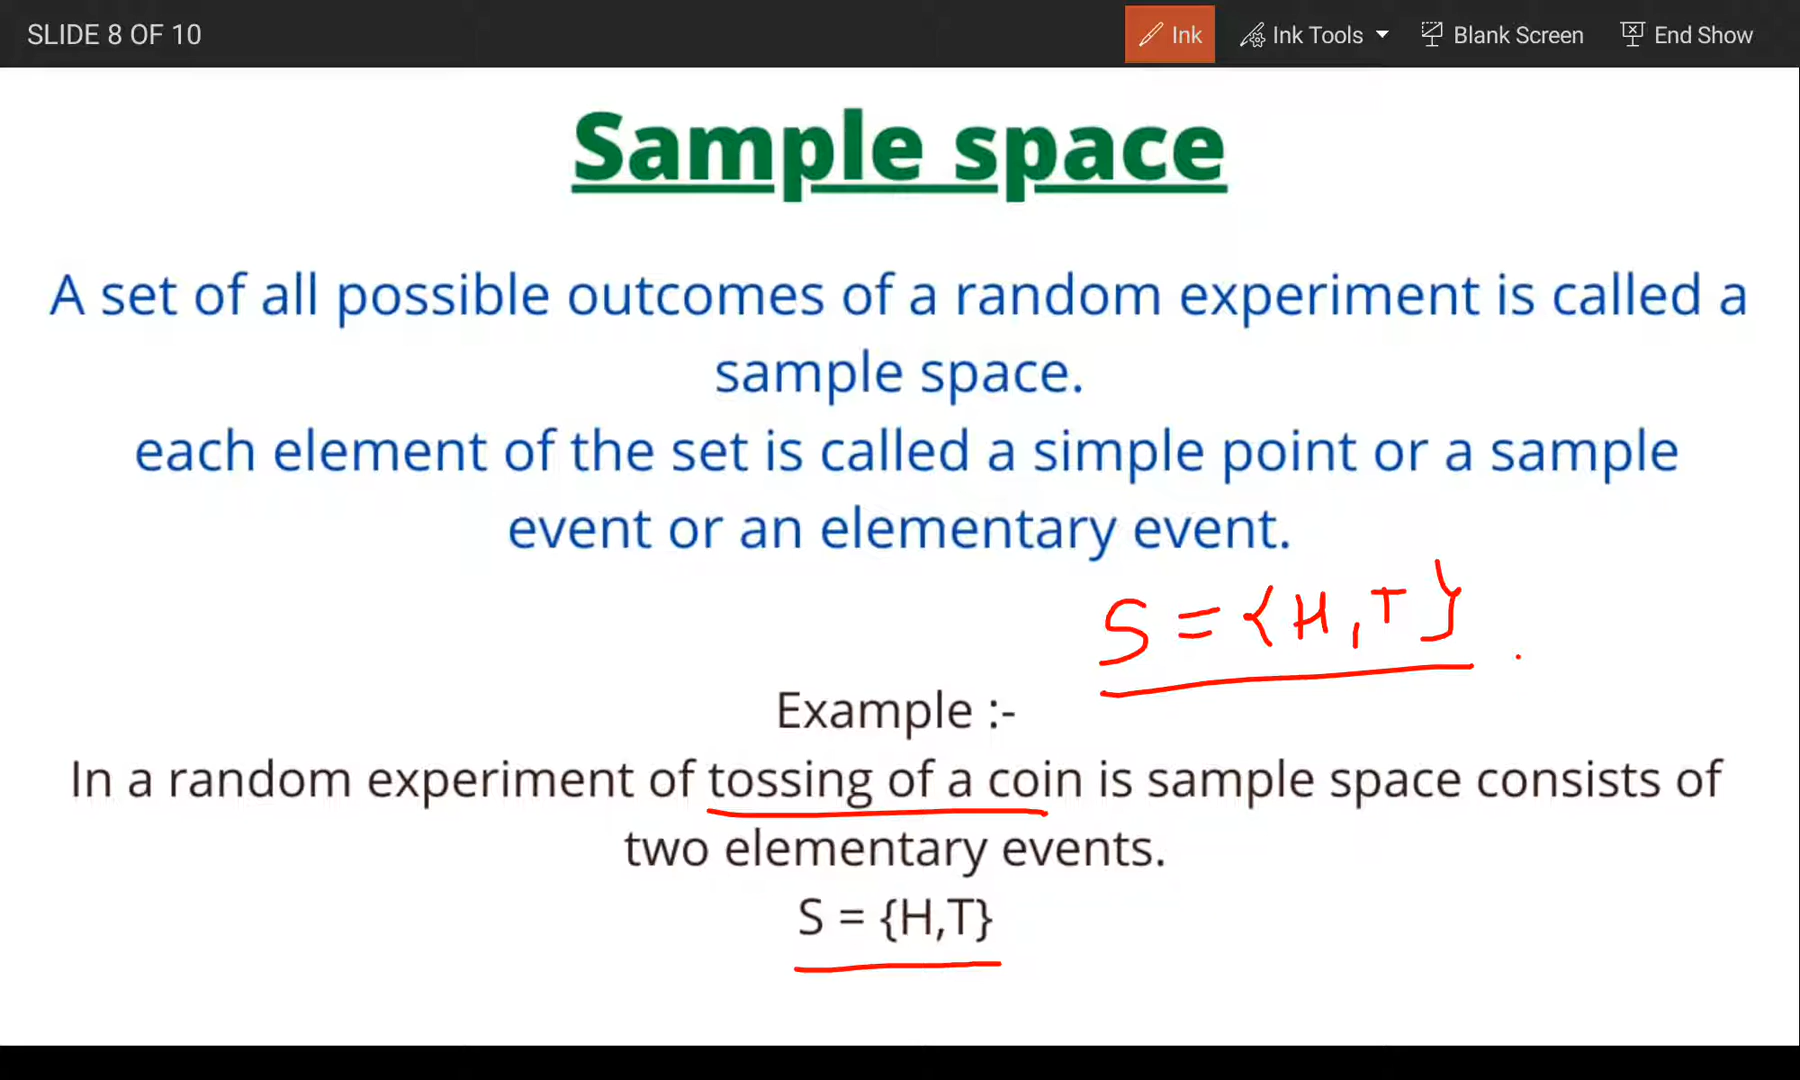 SLIDE 8 OF 10 Ink Ink Tools Blank Screen End Show
Sample space
A set of all possible outcomes of a random experiment is called a
sample space.
each element of the set is called a simple point or a sample
event or an elementary event.
S = {H,T}
Example :-
In a random experiment of tossing of a coin is sample space consists of
two elementary events.
S = {H,T}